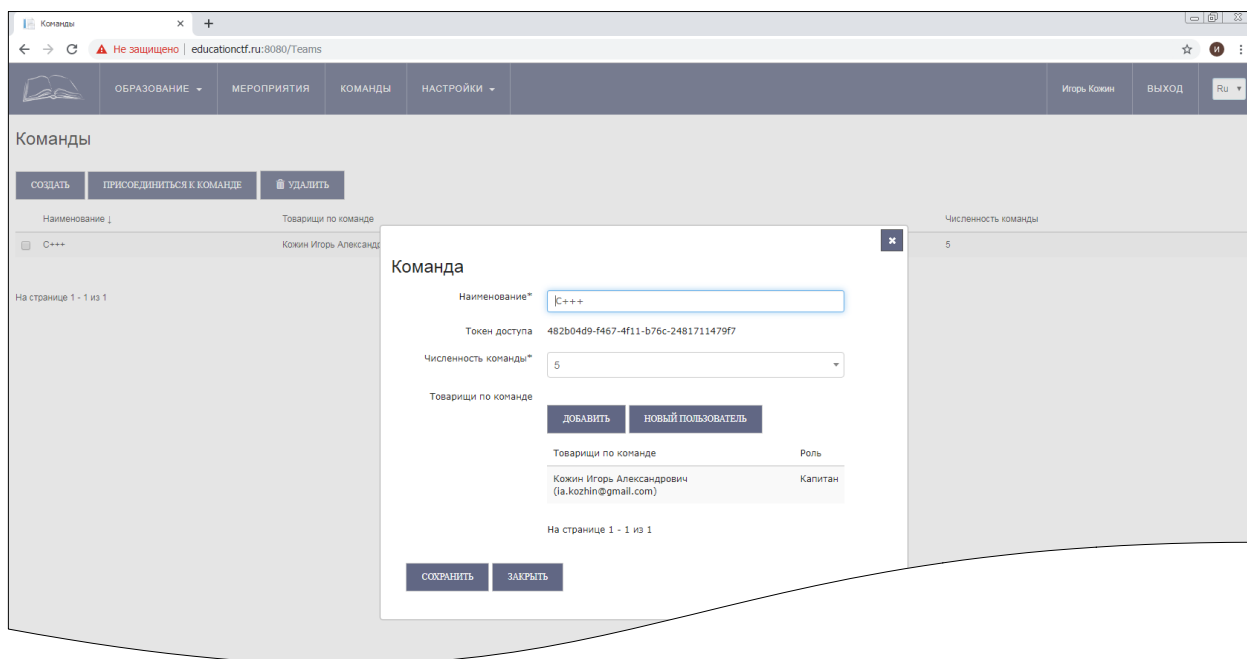 Команды
Не защищено | educationctf.ru:8080/Teams
И
ОБРАЗОВАНИЕ МЕРОПРИЯТИЯ КОМАНДЫ НАСТРОЙКИ Игорь Кожин ВЫХОД Ru
Команды
СОЗДАТЬ ПРИСОЕДИНИТЬСЯ К КОМАНДЕ УДАЛИТЬ
Наименование ↓ Товарищи по команде Численность команды
C+++ Кожин Игорь Александр 5
На странице 1 - 1 из 1
Команда
Наименование* C+++
Токен доступа 482b04d9-f467-4f11-b76c-2481711479f7
Численность команды* 5
Товарищи по команде
ДОБАВИТЬ НОВЫЙ ПОЛЬЗОВАТЕЛЬ
Товарищи по команде Роль
Кожин Игорь Александрович Капитан
(ia.kozhin@gmail.com)
На странице 1 - 1 из 1
СОХРАНИТЬ ЗАКРЫТЬ